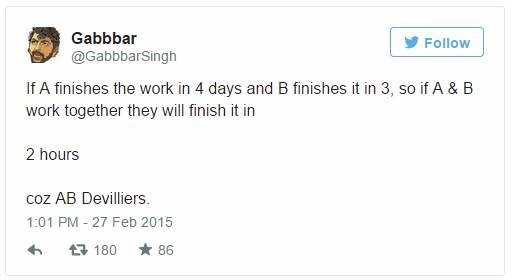 Gabbbar
@GabbbarSingh
Follow
If A finishes the work in 4 days and B finishes it in 3, so if A & B
work together they will finish it in
2 hours
coz AB Devilliers.
1:01 PM - 27 Feb 2015
180 86